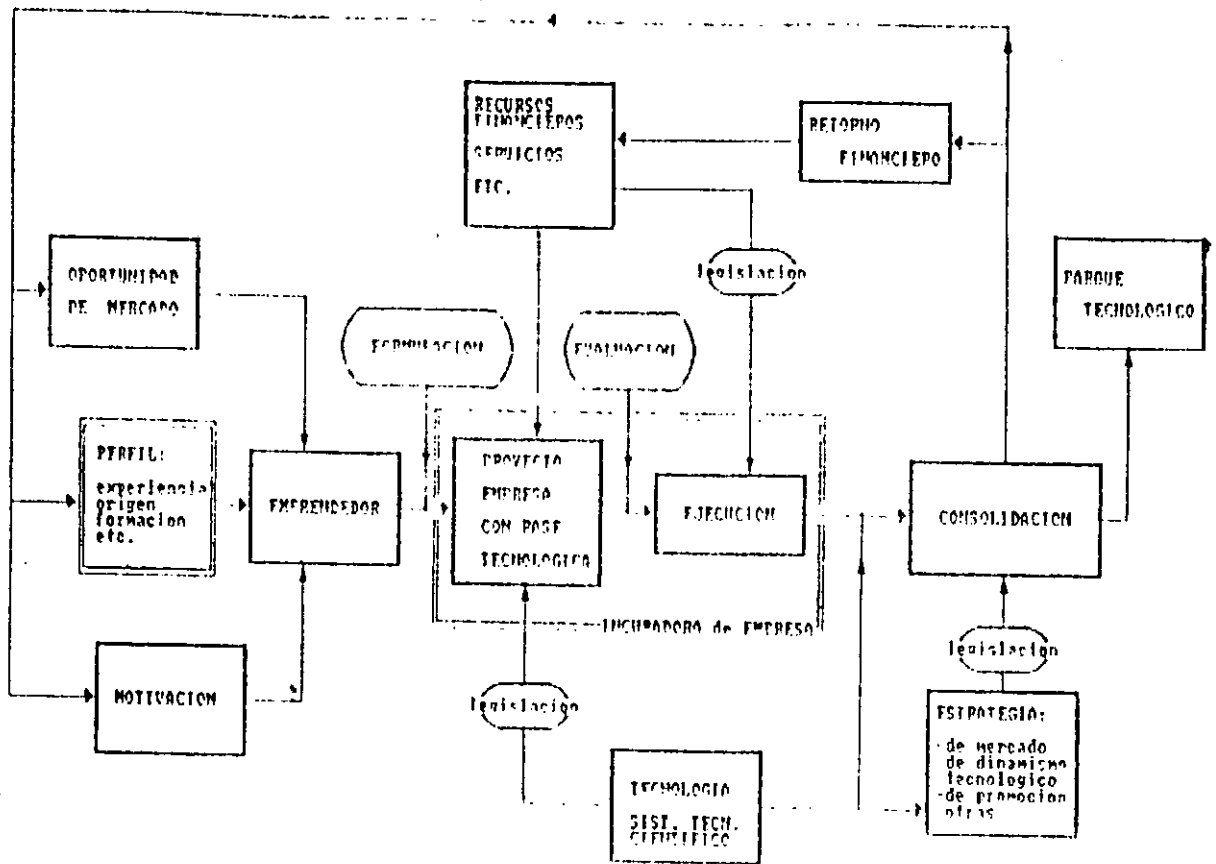 RECURSOS
FINANCIEROS
SERVICIOS
ETC.
RETORNO
FINANCIERO
OPORTUNIDAD
DE MERCADO
legislacion
PARQUE
TECNOLOGICO
FORMULACION
EVALUACION
PERFIL:
experiencia
origen
formacion
etc.
EMPRENDEDOR
PROYECTO
EMPRESA
CON BASE
TECNOLOGICA
EJECUCION
CONSOLIDACION
INCUBADORA de EMPRESA
MOTIVACION
legislacion
legislacion
ESTRATEGIA:
-de mercado
de dinamismo
tecnologico
-de promocion
otras
TECNOLOGIA
SIST. TECN.
CIENTIFICO